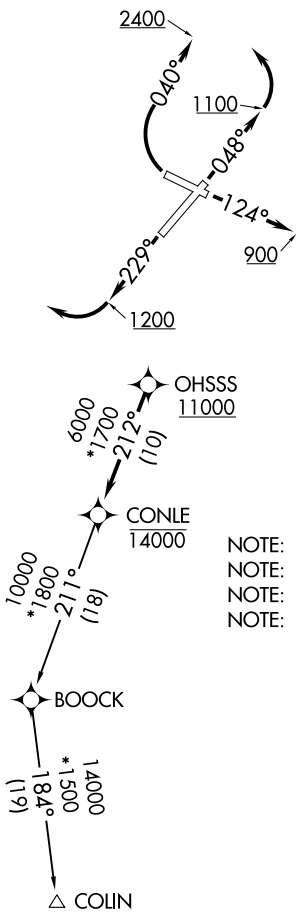 2400
040°
1100
048°
124°
900
229°
1200
OHSSS
11000
6000
*1700
212°
(10)
CONLE
14000
NOTE:
NOTE:
NOTE:
NOTE:
10000
*1800
211°
(18)
BOOCK
14000
*1500
184°
(19)
COLIN